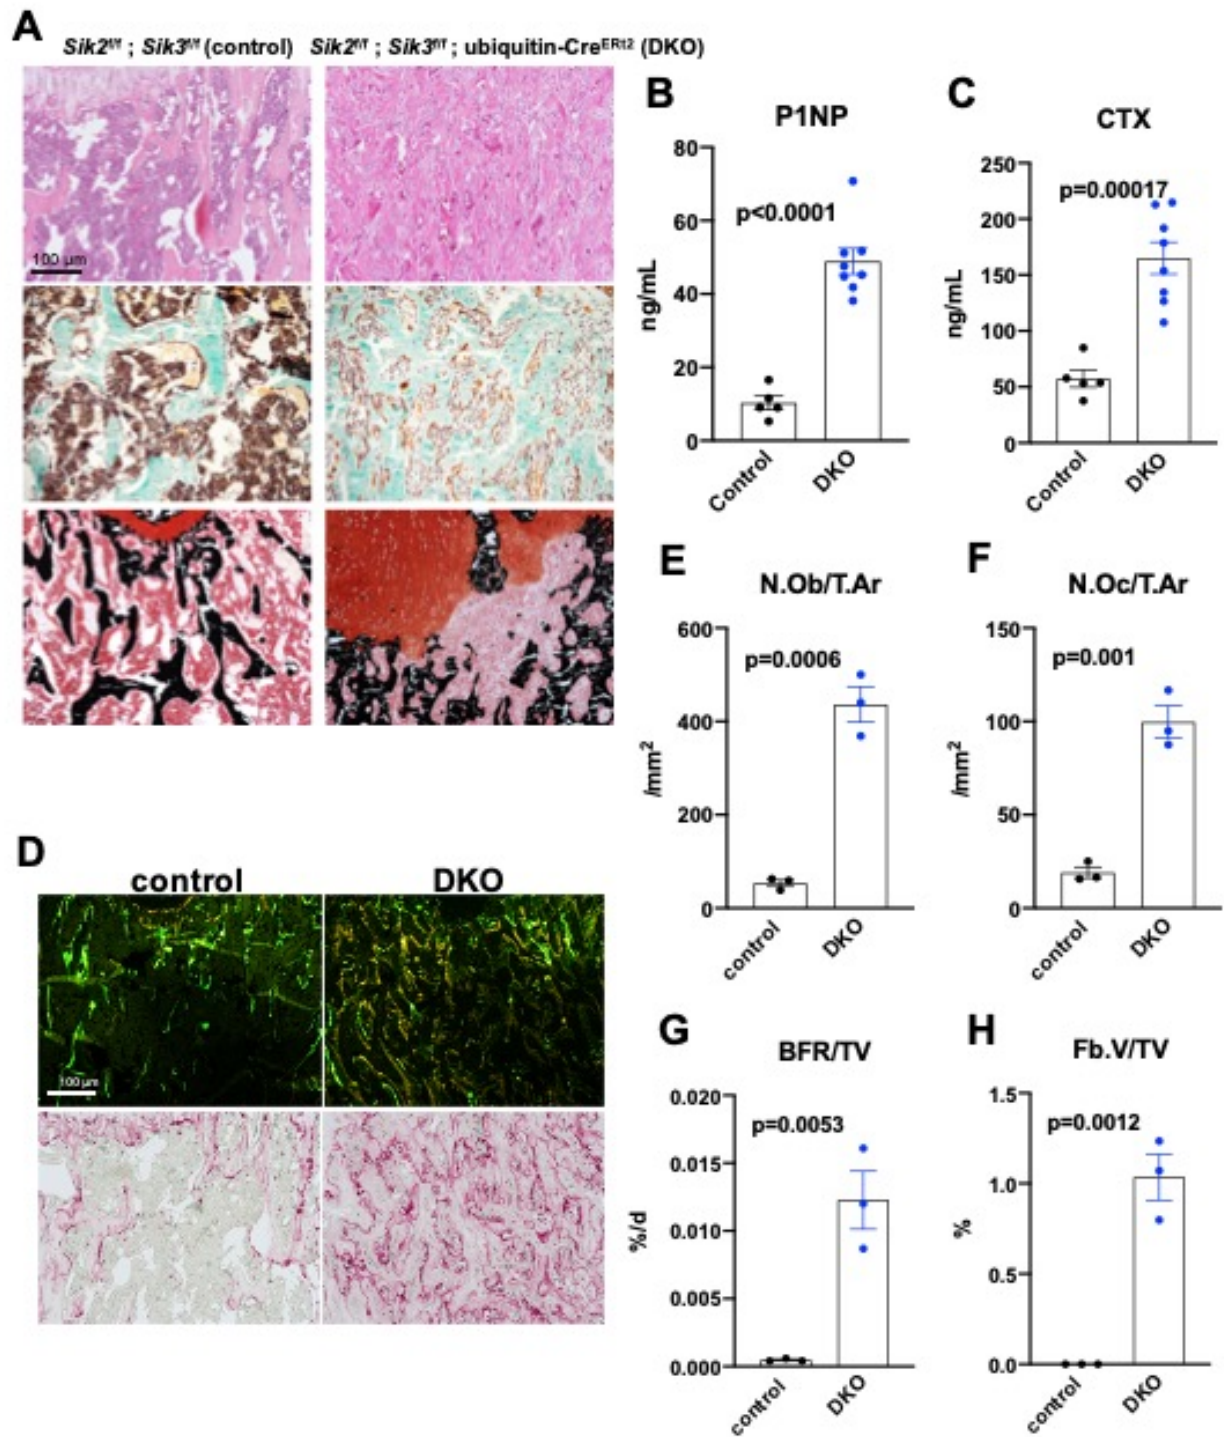 A
Sik2f/f ; Sik3f/f (control) Sik2f/f ; Sik3f/f ; ubiquitin-CreERt2 (DKO)
100 µm
B
P1NP
80
60
40
20
0
ng/mL
p<0.0001
Control
DKO
C
CTX
250
200
150
100
50
0
ng/mL
p=0.00017
Control
DKO
D
control DKO
100 µm
E
N.Ob/T.Ar
600
400
200
0
/mm2
p=0.0006
control
DKO
F
N.Oc/T.Ar
150
100
50
0
/mm2
p=0.001
control
DKO
G
BFR/TV
0.020
0.015
0.010
0.005
0.000
%/d
p=0.0053
control
DKO
H
Fb.V/TV
1.5
1.0
0.5
0.0
%
p=0.0012
control
DKO